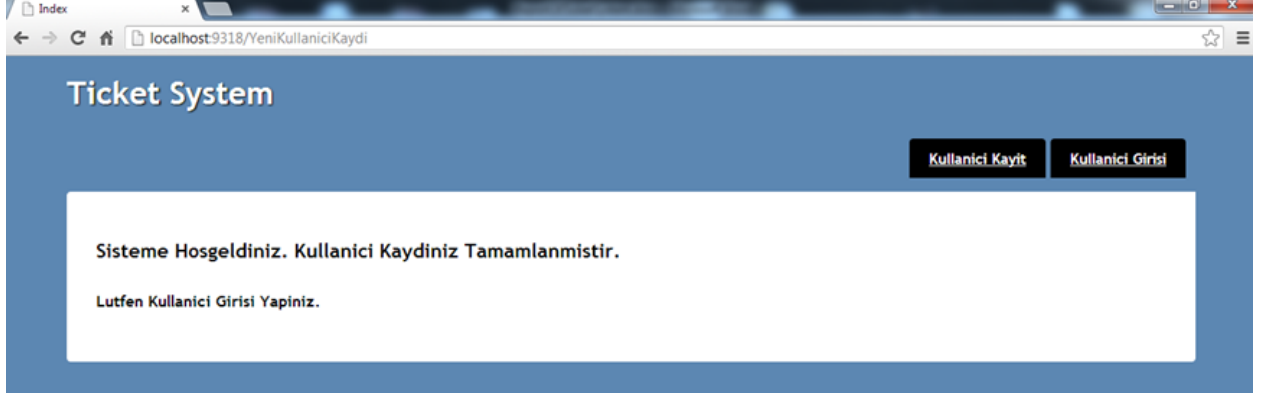 Index
localhost:9318/YeniKullaniciKaydi
Ticket System
Kullanici Kayit
Kullanici Girisi
Sisteme Hosgeldiniz. Kullanici Kaydiniz Tamamlanmistir.
Lutfen Kullanici Girisi Yapiniz.